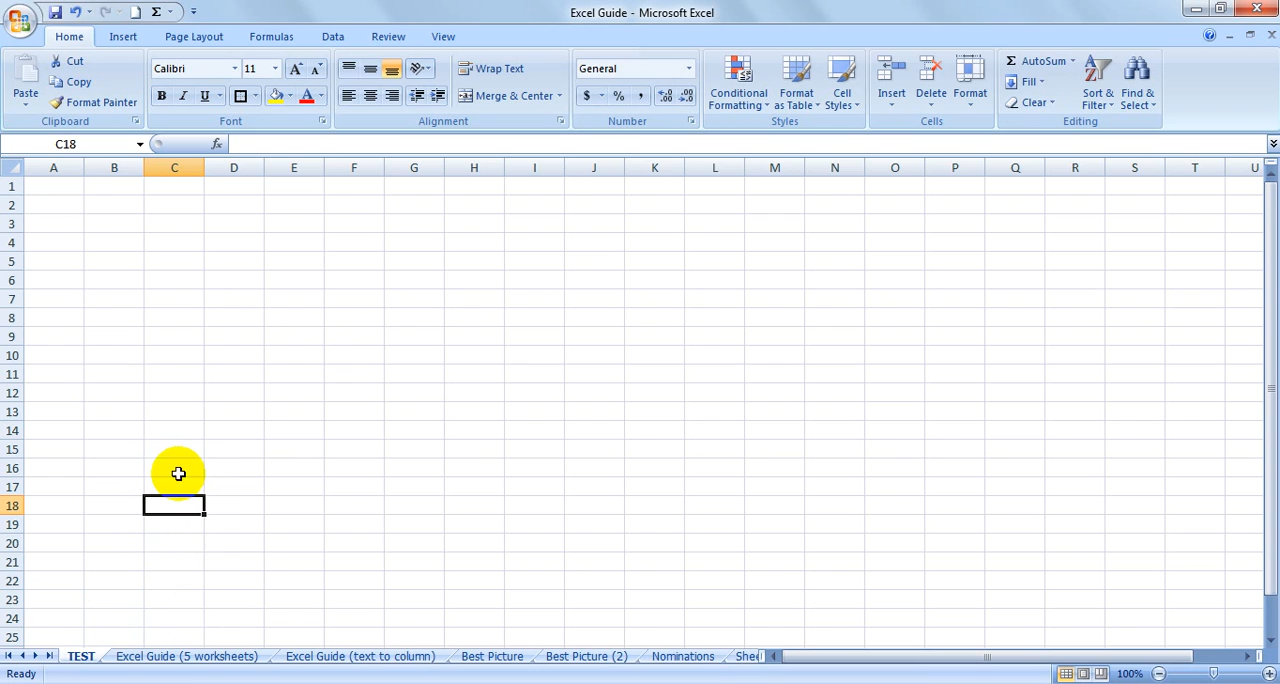 Excel Guide - Microsoft Excel
Home Insert Page Layout Formulas Data Review View
Paste
Cut
Copy
Format Painter
Clipboard
Calibri 11
B I U
Font
Wrap Text
Merge & Center
Alignment
General
$ % ,
Number
Conditional Formatting
Format as Table
Cell Styles
Styles
Insert Delete Format
Cells
Σ AutoSum
Fill
Clear
Sort & Filter
Find & Select
Editing
C18 fx
A B C D E F G H I J K L M N O P Q R S T U
1
2
3
4
5
6
7
8
9
10
11
12
13
14
15
16
17
18
19
20
21
22
23
24
25
TEST Excel Guide (5 worksheets) Excel Guide (text to column) Best Picture Best Picture (2) Nominations Shee
Ready 100%